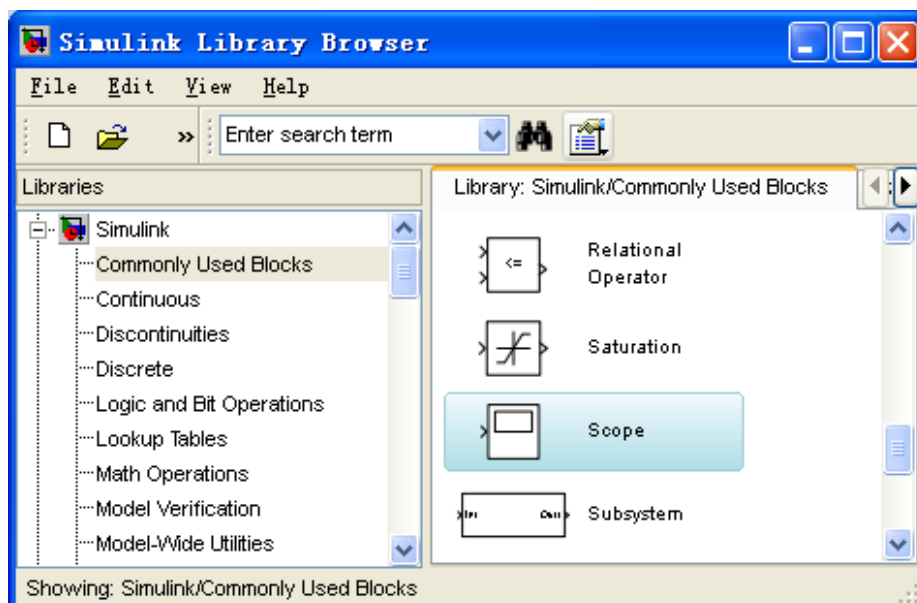 Simulink Library Browser
File Edit View Help
» Enter search term
Libraries
Library: Simulink/Commonly Used Blocks
Simulink
Commonly Used Blocks
Continuous
Discontinuities
Discrete
Logic and Bit Operations
Lookup Tables
Math Operations
Model Verification
Model-Wide Utilities
<=
Relational
Operator
Saturation
Scope
Subsystem
Showing: Simulink/Commonly Used Blocks